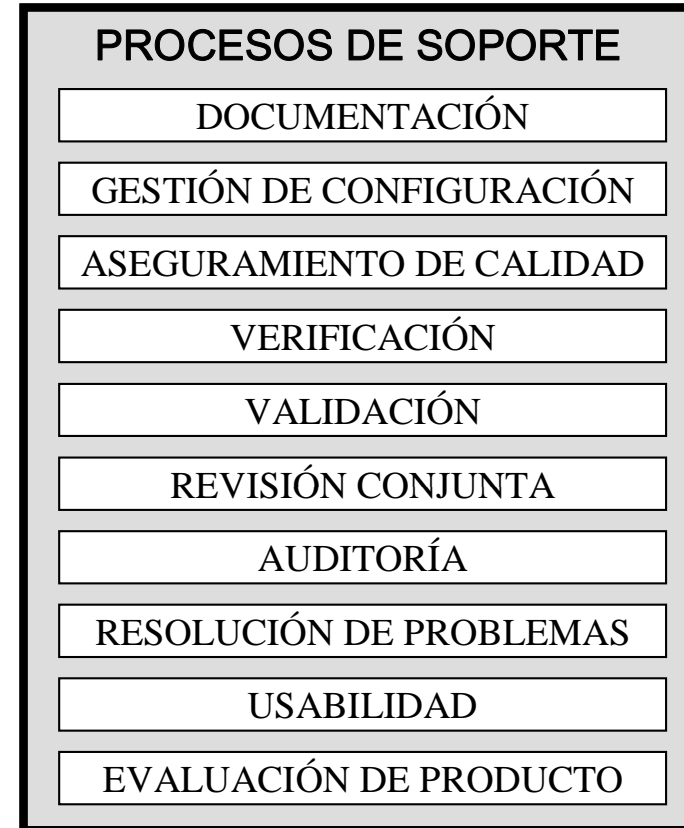 PROCESOS DE SOPORTE
DOCUMENTACIÓN
GESTIÓN DE CONFIGURACIÓN
ASEGURAMIENTO DE CALIDAD
VERIFICACIÓN
VALIDACIÓN
REVISIÓN CONJUNTA
AUDITORÍA
RESOLUCIÓN DE PROBLEMAS
USABILIDAD
EVALUACIÓN DE PRODUCTO